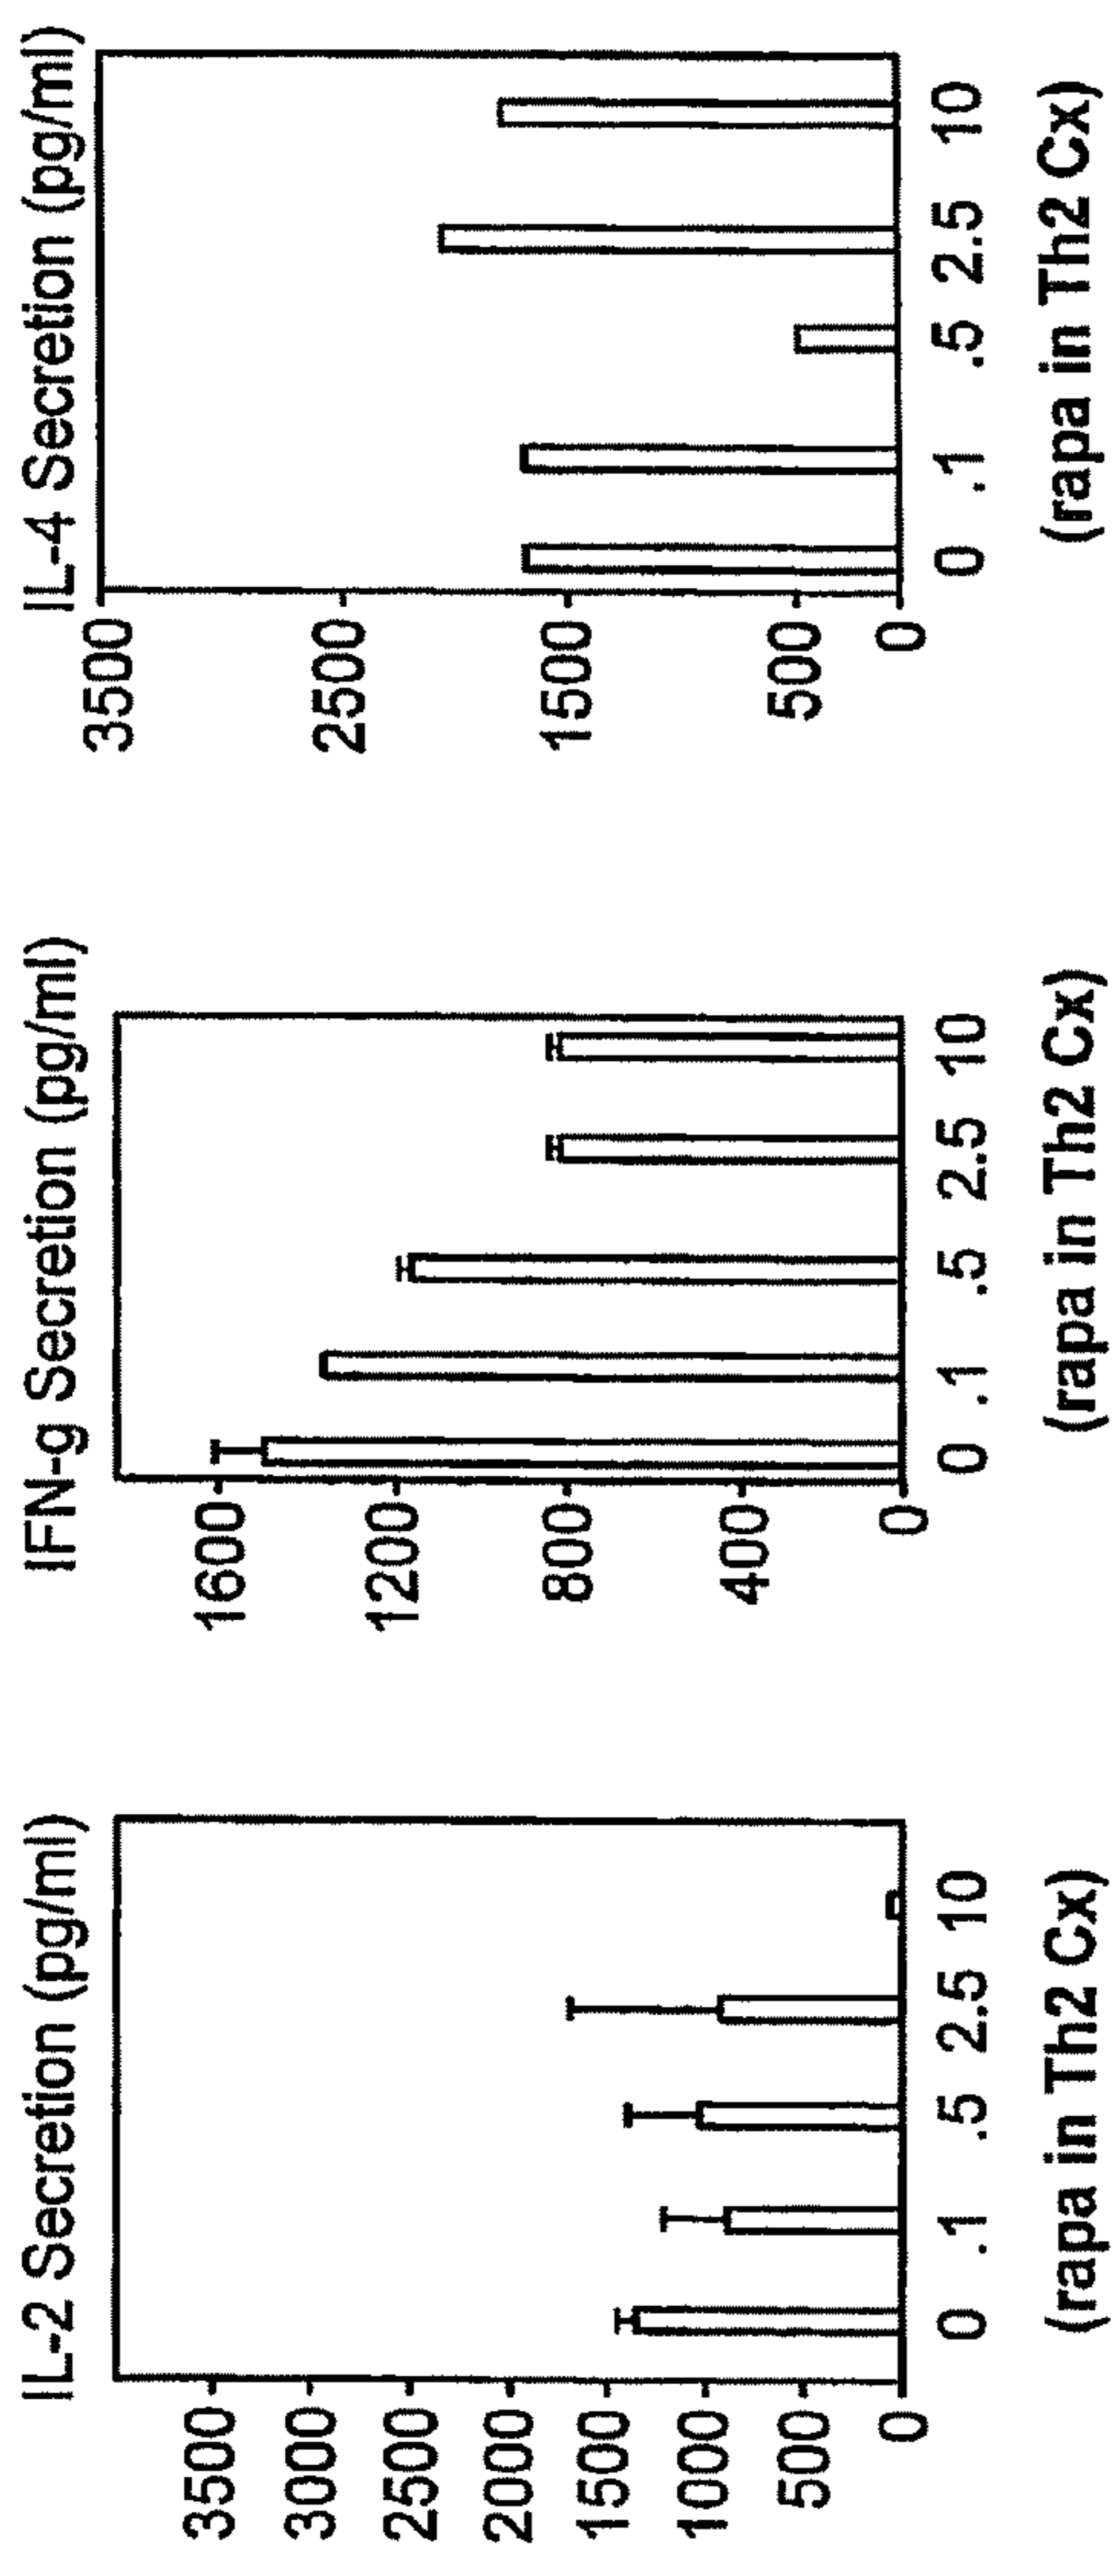 IL-2 Secretion (pg/ml)
3500
3000
2500
2000
1500
1000
500
0
0 .1 .5 2.5 10
(rapa in Th2 Cx)
IFN-g Secretion (pg/ml)
1600
1200
800
400
0
0 .1 .5 2.5 10
(rapa in Th2 Cx)
IL-4 Secretion (pg/ml)
3500
2500
1500
500
0
0 .1 .5 2.5 10
(rapa in Th2 Cx)